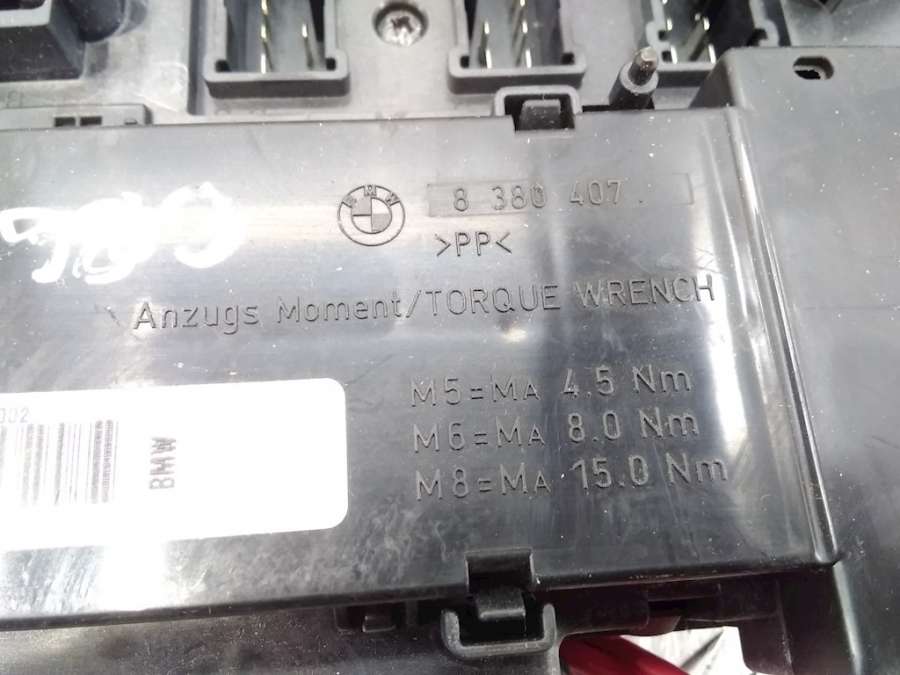 BMW
8 380 407
>PP<
Anzugs Moment/TORQUE WRENCH
M5=MA 4.5 Nm
M6=MA 8.0 Nm
M8=MA 15.0 Nm
002
BMW